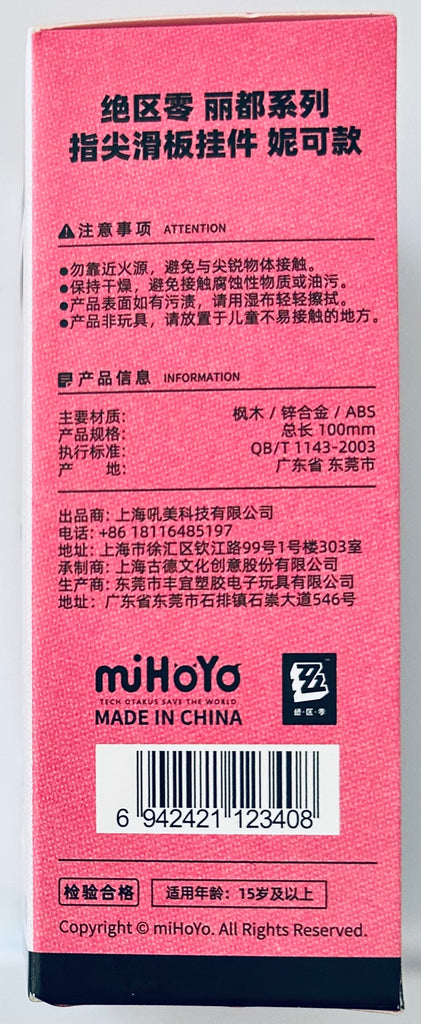 绝区零 丽都系列
指尖滑板挂件 妮可款
注意事项 ATTENTION
●勿靠近火源，避免与尖锐物体接触。
●保持干燥，避免接触腐蚀性物质或油污。
●产品表面如有污渍，请用湿布轻轻擦拭。
●产品非玩具，请放置于儿童不易接触的地方。
产品信息 INFORMATION
主要材质： 枫木 / 锌合金 / ABS
产品规格： 总长 100mm
执行标准： QB/T 1143-2003
产 地： 广东省 东莞市
出品商: 上海吼美科技有限公司
电话: +86 18116485197
地址: 上海市徐汇区钦江路99号1号楼303室
承制商: 上海古德文化创意股份有限公司
生产商: 东莞市丰宜塑胶电子玩具有限公司
地址: 广东省东莞市石排镇石崇大道546号
miHoYo
TECH OTAKUS SAVE THE WORLD
MADE IN CHINA
ZZZ
绝·区·零
6 942421 123408
检验合格 适用年龄：15岁及以上
Copyright © miHoYo. All Rights Reserved.